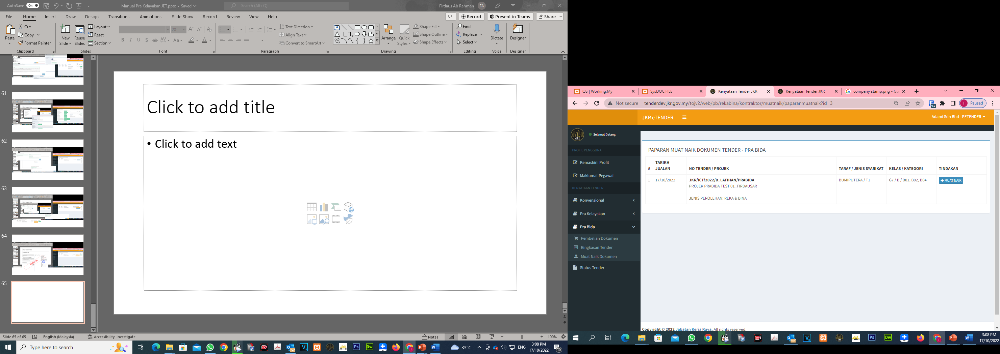 AutoSave On
Manual Pra Kelayakan JET.pptx • Saved
Search (Alt+Q)
Firdaus Ab Rahman FA
File Home Insert Draw Design Transitions Animations Slide Show Record Review View Help
Record Present in Teams Share
Paste
Cut
Copy
Format Painter
Clipboard
New Slide
Reuse Slides
Layout
Reset
Section
Slides
28
Font
Text Direction
Align Text
Convert to SmartArt
Paragraph
Arrange
Quick Styles
Shape Fill
Shape Outline
Shape Effects
Drawing
Find
Replace
Select
Editing
Dictate
Voice
Designer
Designer
61
62
63
64
CONTOH
65
Click to add title
• Click to add text
Slide 65 of 65
English (Malaysia)
Accessibility: Investigate
Notes
100%
Type here to search
33°C
ENG
3:08 PM
17/10/2022
15
QS | Working.My
SysDOC.FILE
Kenyataan Tender JKR
Kenyataan Tender JKR
company stamp.png - Go
Not secure
tenderdev.jkr.gov.my/tojv2/web/pb/rekabina/kontraktor/muatnaik/paparanmuatnaik?id=3
9+
I Paused
JKR eTENDER
Adami Sdn Bhd - PETENDER
JET
Selamat Datang
PROFIL PENGGUNA
Kemaskini Profil
Maklumat Pegawai
KENYATAAN TENDER
Konvensional
Pra Kelayakan
Pra Bida
Pembelian Dokumen
Ringkasan Tender
Muat Naik Dokumen
Status Tender
PAPARAN MUAT NAIK DOKUMEN TENDER - PRA BIDA
# TARIKH JUALAN NO TENDER / PROJEK TARAF / JENIS SYARIKAT KELAS / KATEGORI TINDAKAN
1 17/10/2022 JKR/ICT/2022/B_LATIHAN/PRABIDA BUMIPUTERA / T1 G7 / B / B01, B02, B04 MUAT NAIK
PROJEK PRABIDA TEST 01_FIRDAUSAR
JENIS PEROLEHAN: REKA & BINA
Copyright © 2022 Jabatan Kerja Raya. All rights reserved.
3:08 PM
17/10/2022